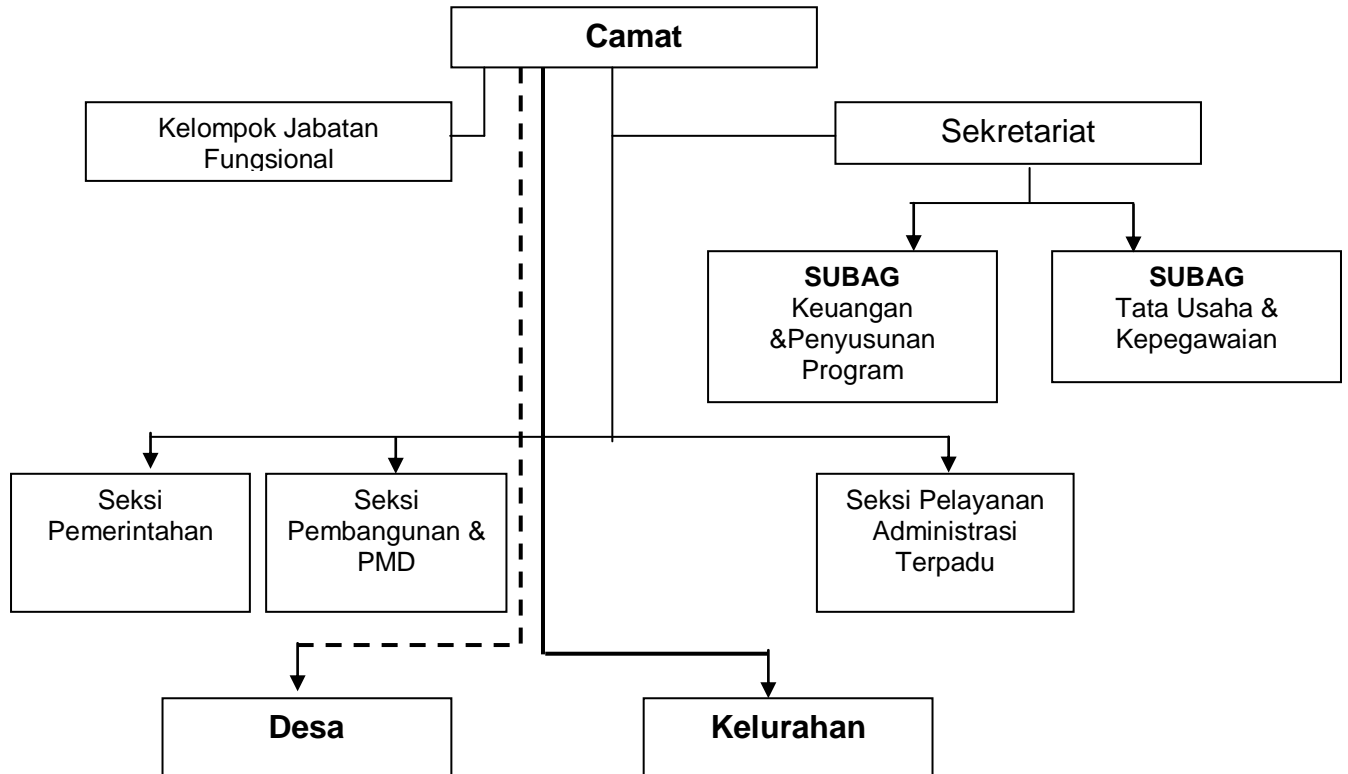 Camat
Kelompok Jabatan
Fungsional
Sekretariat
SUBAG
Keuangan
&Penyusunan
Program
SUBAG
Tata Usaha &
Kepegawaian
Seksi
Pemerintahan
Seksi
Pembangunan &
PMD
Seksi Pelayanan
Administrasi
Terpadu
Desa
Kelurahan